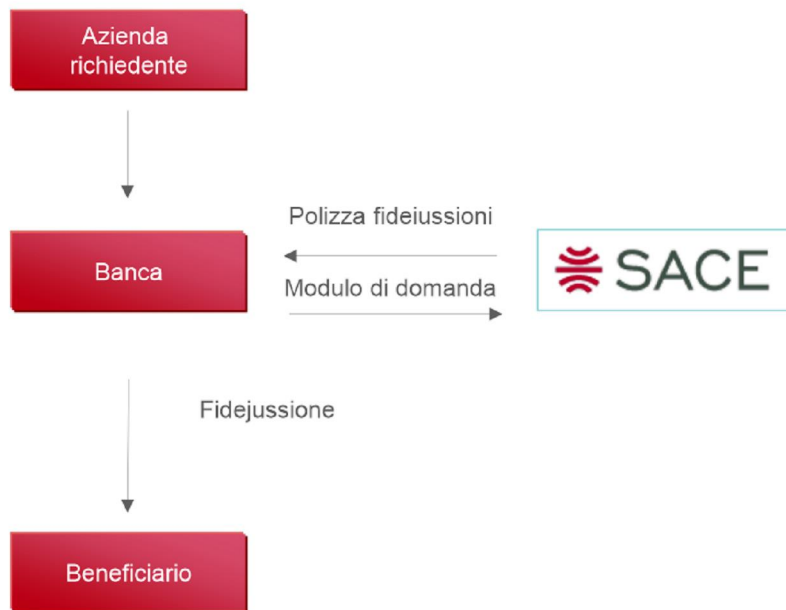 Azienda
richiedente
Polizza fideiussioni
Banca
SACE
Modulo di domanda
Fidejussione
Beneficiario